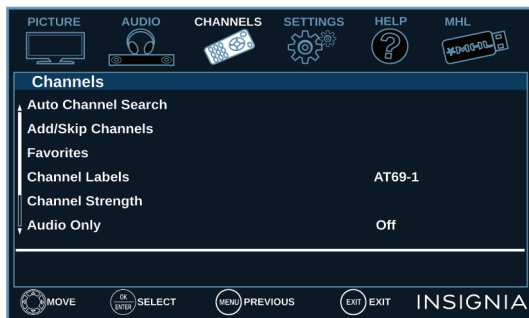 PICTURE AUDIO CHANNELS SETTINGS HELP MHL
MHL
Channels
Auto Channel Search
Add/Skip Channels
Favorites
Channel Labels AT69-1
Channel Strength
Audio Only Off
MOVE OK ENTER SELECT MENU PREVIOUS EXIT EXIT INSIGNIA